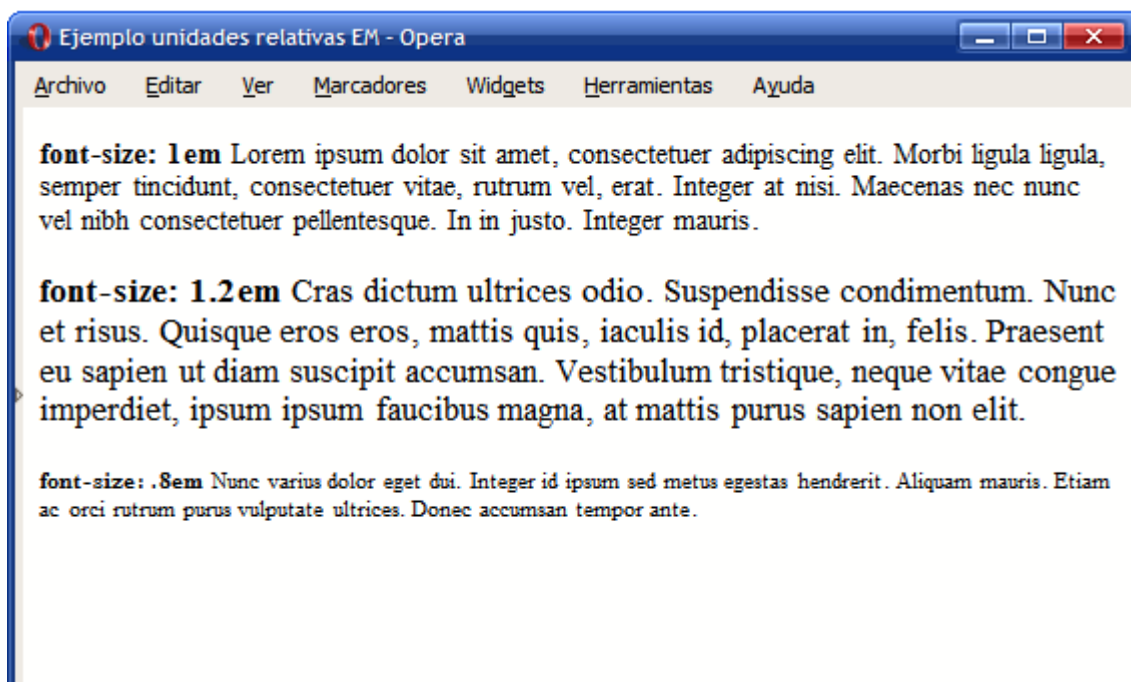 Ejemplo unidades relativas EM - Opera
Archivo Editar Ver Marcadores Widgets Herramientas Ayuda
font-size: 1em Lorem ipsum dolor sit amet, consectetuer adipiscing elit. Morbi ligula ligula,
semper tincidunt, consectetuer vitae, rutrum vel, erat. Integer at nisi. Maecenas nec nunc
vel nibh consectetuer pellentesque. In in justo. Integer mauris.
font-size: 1.2em Cras dictum ultrices odio. Suspendisse condimentum. Nunc
et risus. Quisque eros eros, mattis quis, iaculis id, placerat in, felis. Praesent
eu sapien ut diam suscipit accumsan. Vestibulum tristique, neque vitae congue
imperdiet, ipsum ipsum faucibus magna, at mattis purus sapien non elit.
font-size: .8em Nunc varius dolor eget dui. Integer id ipsum sed metus egestas hendrerit. Aliquam mauris. Etiam
ac orci rutrum purus vulputate ultrices. Donec accumsan tempor ante.